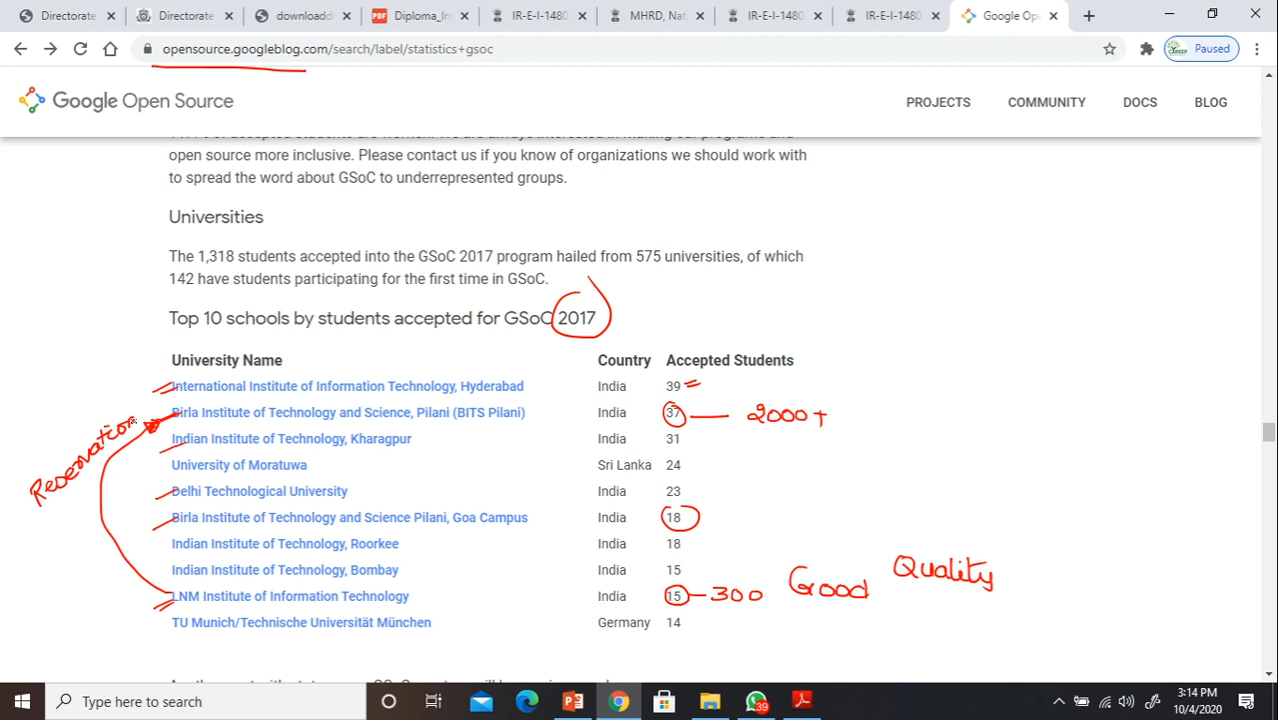 Directorate
Directorate
downloaddi
Diploma_In
IR-E-I-1480
MHRD, Nat
IR-E-I-1480
IR-E-I-1480
Google Ope
opensource.googleblog.com/search/label/statistics+gsoc
Paused
Google Open Source
PROJECTS COMMUNITY DOCS BLOG
open source more inclusive. Please contact us if you know of organizations we should work with
to spread the word about GSoC to underrepresented groups.
Universities
The 1,318 students accepted into the GSoC 2017 program hailed from 575 universities, of which
142 have students participating for the first time in GSoC.
Top 10 schools by students accepted for GSoC 2017
University Name Country Accepted Students
International Institute of Information Technology, Hyderabad India 39
Birla Institute of Technology and Science, Pilani (BITS Pilani) India 37 2000+
Indian Institute of Technology, Kharagpur India 31
University of Moratuwa Sri Lanka 24
Delhi Technological University India 23
Birla Institute of Technology and Science Pilani, Goa Campus India 18
Indian Institute of Technology, Roorkee India 18
Indian Institute of Technology, Bombay India 15
LNM Institute of Information Technology India 15 300
TU Munich/Technische Universität München Germany 14
Reservation
Good Quality
Type here to search
39
3:14 PM
10/4/2020